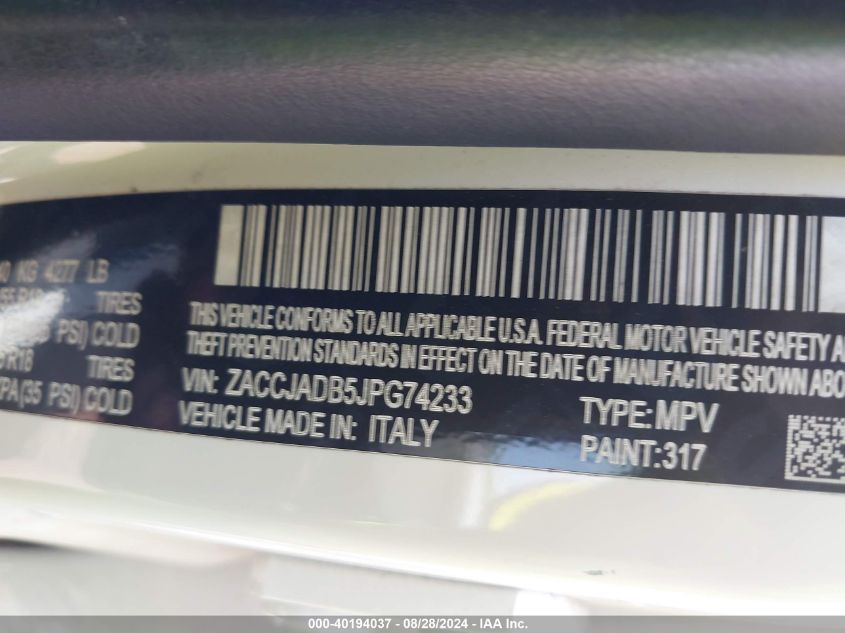 KG 4277 LB
TIRES
PSI) COLD
R18 TIRES
(35 PSI) COLD
THIS VEHICLE CONFORMS TO ALL APPLICABLE U.S.A. FEDERAL MOTOR VEHICLE SAFETY
THEFT PREVENTION STANDARDS IN EFFECT ON THE DATE OF MANUFACTURE SHOWN
VIN: ZACCJADB5JPG74233
TYPE: MPV
VEHICLE MADE IN: ITALY
PAINT: 317
000-40194037 - 08/28/2024 - IAA Inc.